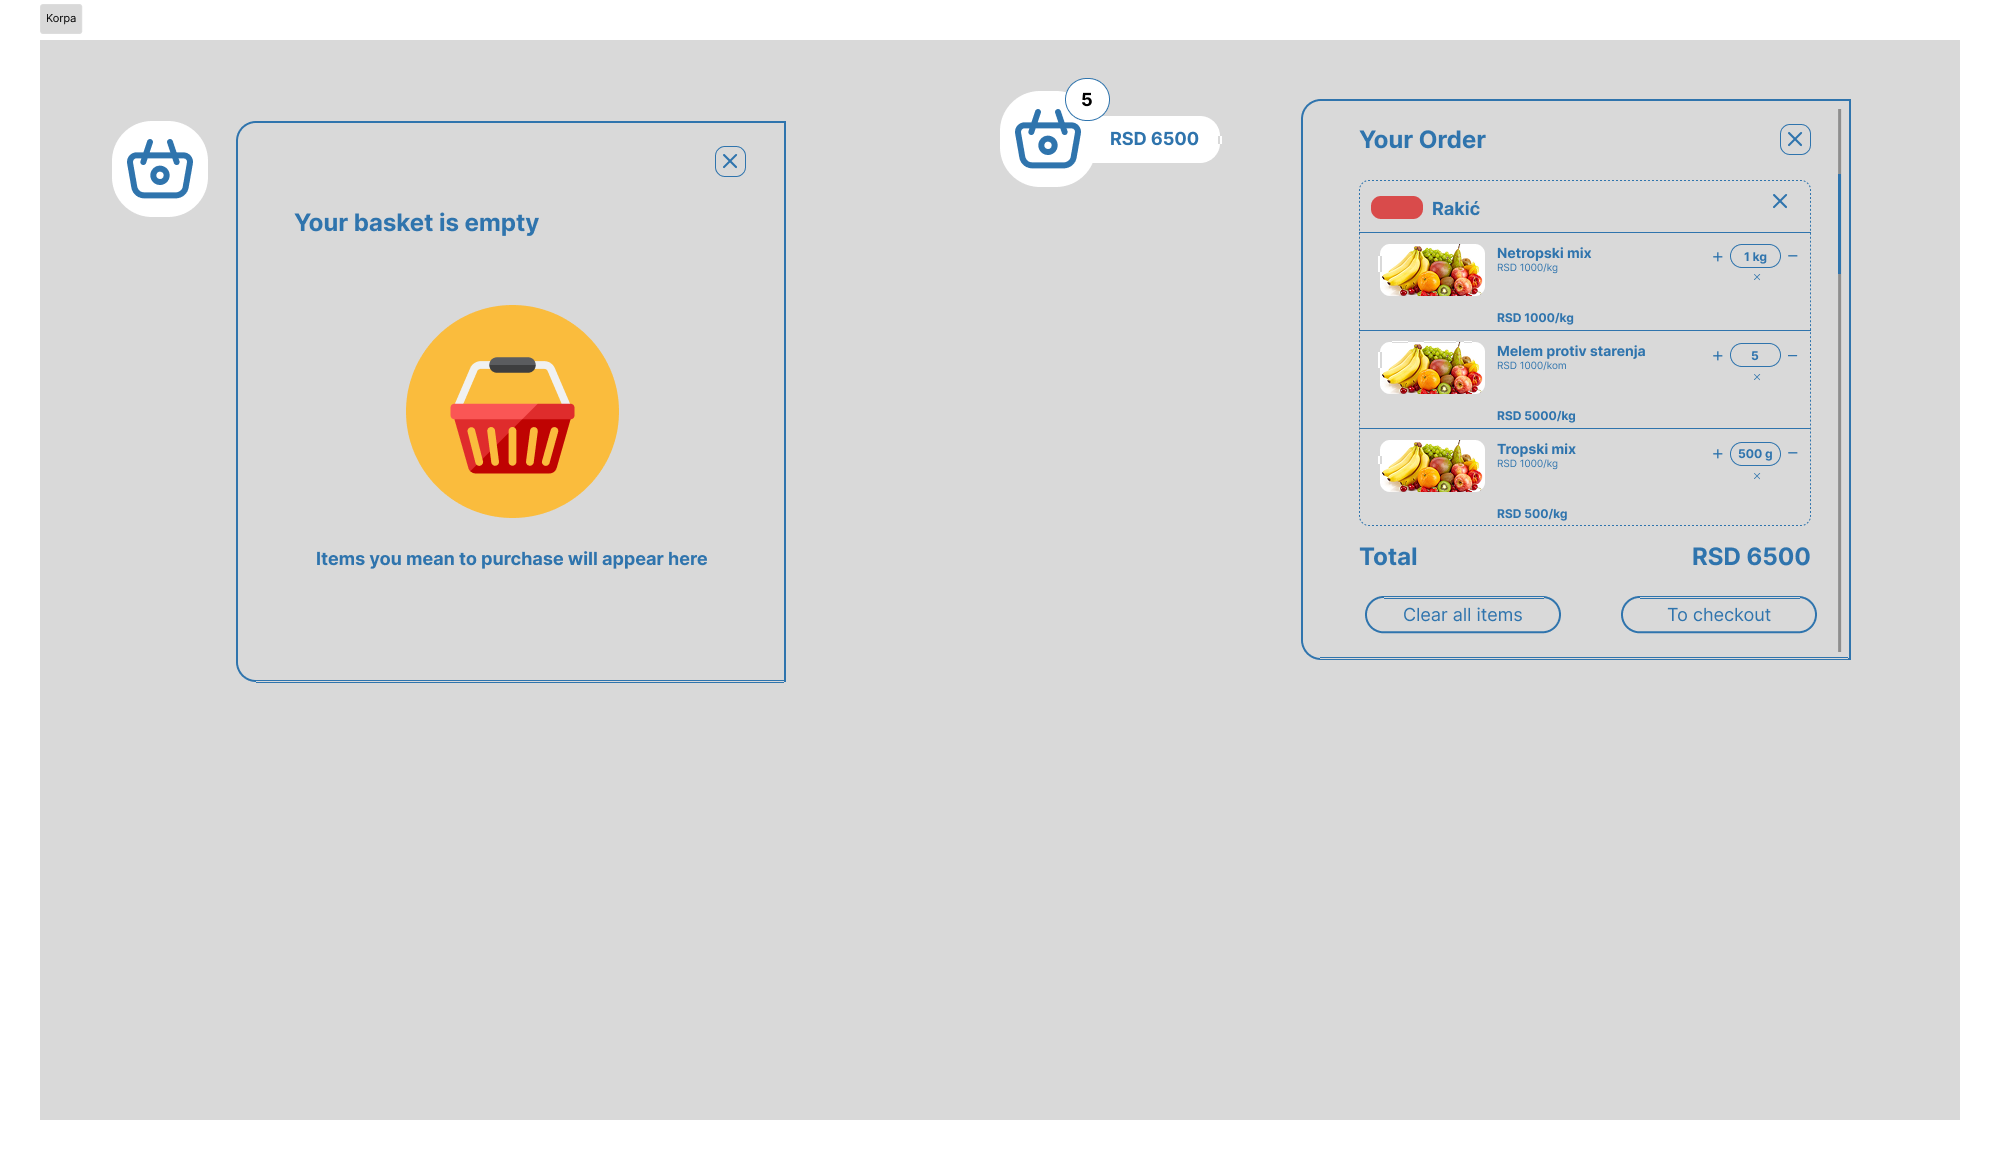 Korpa
Your basket is empty
Items you mean to purchase will appear here
5
RSD 6500
Your Order
Rakić
Netropski mix
RSD 1000/kg
1 kg
RSD 1000/kg
Melem protiv starenja
RSD 1000/kom
5
RSD 5000/kg
Tropski mix
RSD 1000/kg
500 g
RSD 500/kg
Total RSD 6500
Clear all items To checkout